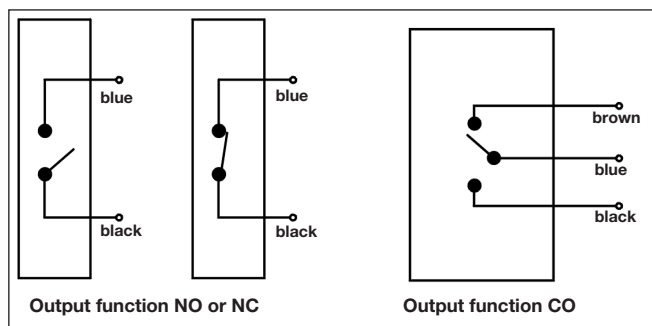 blue
black
blue
black
brown
blue
black
Output function NO or NC
Output function CO